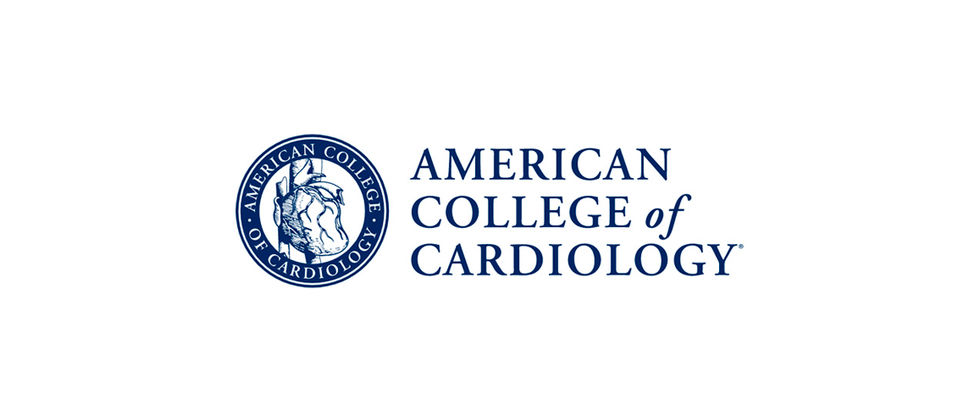 AMERICAN COLLEGE
· OF CARDIOLOGY ·
AMERICAN
COLLEGE of
CARDIOLOGY®